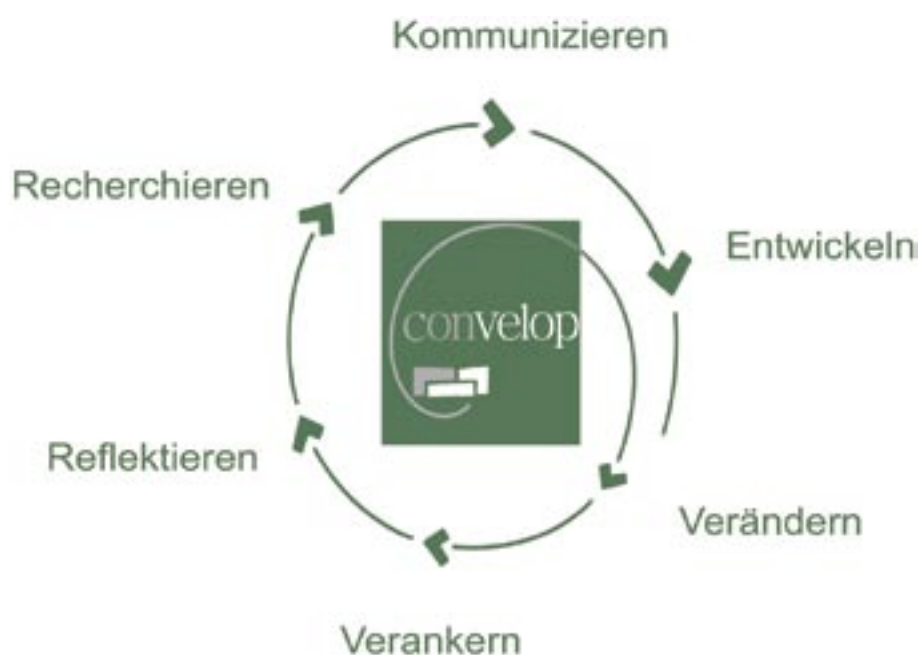 Kommunizieren
Recherchieren
Entwickeln
convelop
Reflektieren
Verändern
Verankern